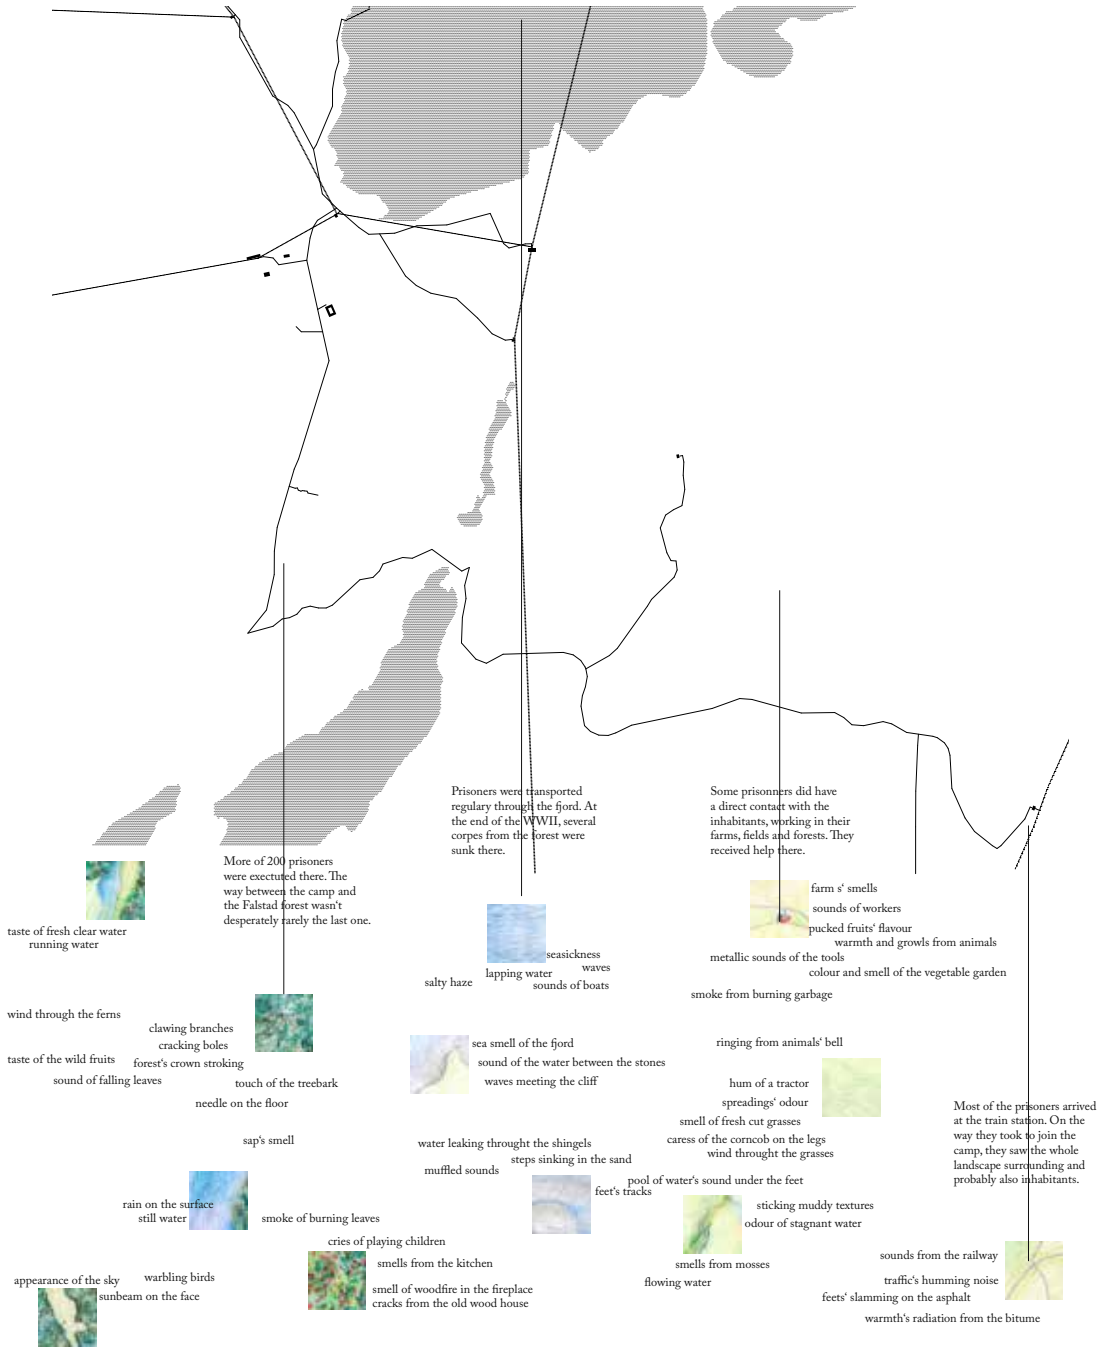 Prisoners were transported
regulary through the fjord. At
the end of the WWII, several
corpes from the forest were
sunk there.
Some prisonners did have
a direct contact with the
inhabitants, working in their
farms, fields and forests. They
received help there.
More of 200 prisoners
were exectuted there. The
way between the camp and
the Falstad forest wasn't
desperately rarely the last one.
taste of fresh clear water
running water
farm s' smells
sounds of workers
pucked fruits' flavour
warmth and growls from animals
metallic sounds of the tools
colour and smell of the vegetable garden
smoke from burning garbage
seasickness
waves
lapping water
sounds of boats
salty haze
wind through the ferns
clawing branches
cracking boles
taste of the wild fruits
forest's crown stroking
sound of falling leaves
touch of the treebark
needle on the floor
sap's smell
sea smell of the fjord
sound of the water between the stones
waves meeting the cliff
ringing from animals' bell
hum of a tractor
spreadings' odour
smell of fresh cut grasses
caress of the corncob on the legs
wind throught the grasses
Most of the prisoners arrived
at the train station. On the
way they took to join the
camp, they saw the whole
landscape surrounding and
probably also inhabitants.
water leaking throught the shingels
steps sinking in the sand
muffled sounds
feet's tracks
pool of water's sound under the feet
sticking muddy textures
odour of stagnant water
smells from mosses
flowing water
rain on the surface
still water
smoke of burning leaves
cries of playing children
smells from the kitchen
smell of woodfire in the fireplace
cracks from the old wood house
appearance of the sky
warbling birds
sunbeam on the face
sounds from the railway
traffic's humming noise
feets' slamming on the asphalt
warmth's radiation from the bitume